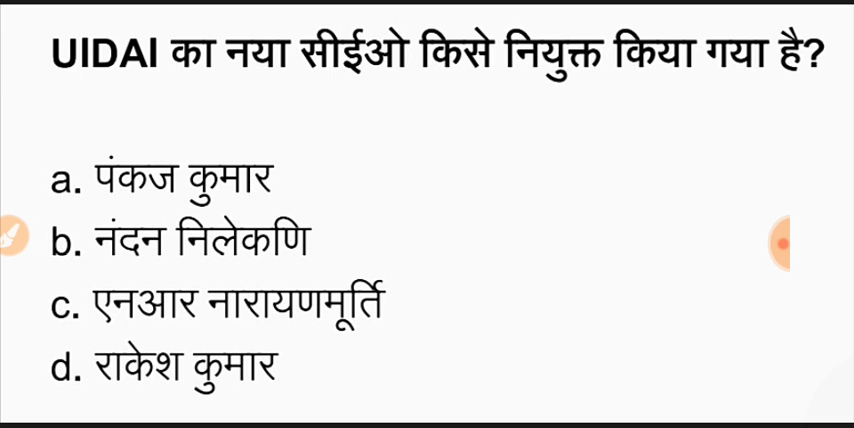 UIDAI का नया सीईओ किसे नियुक्त किया गया है?
a. पंकज कुमार
b. नंदन निलेकणि
c. एनआर नारायणमूर्ति
d. राकेश कुमार